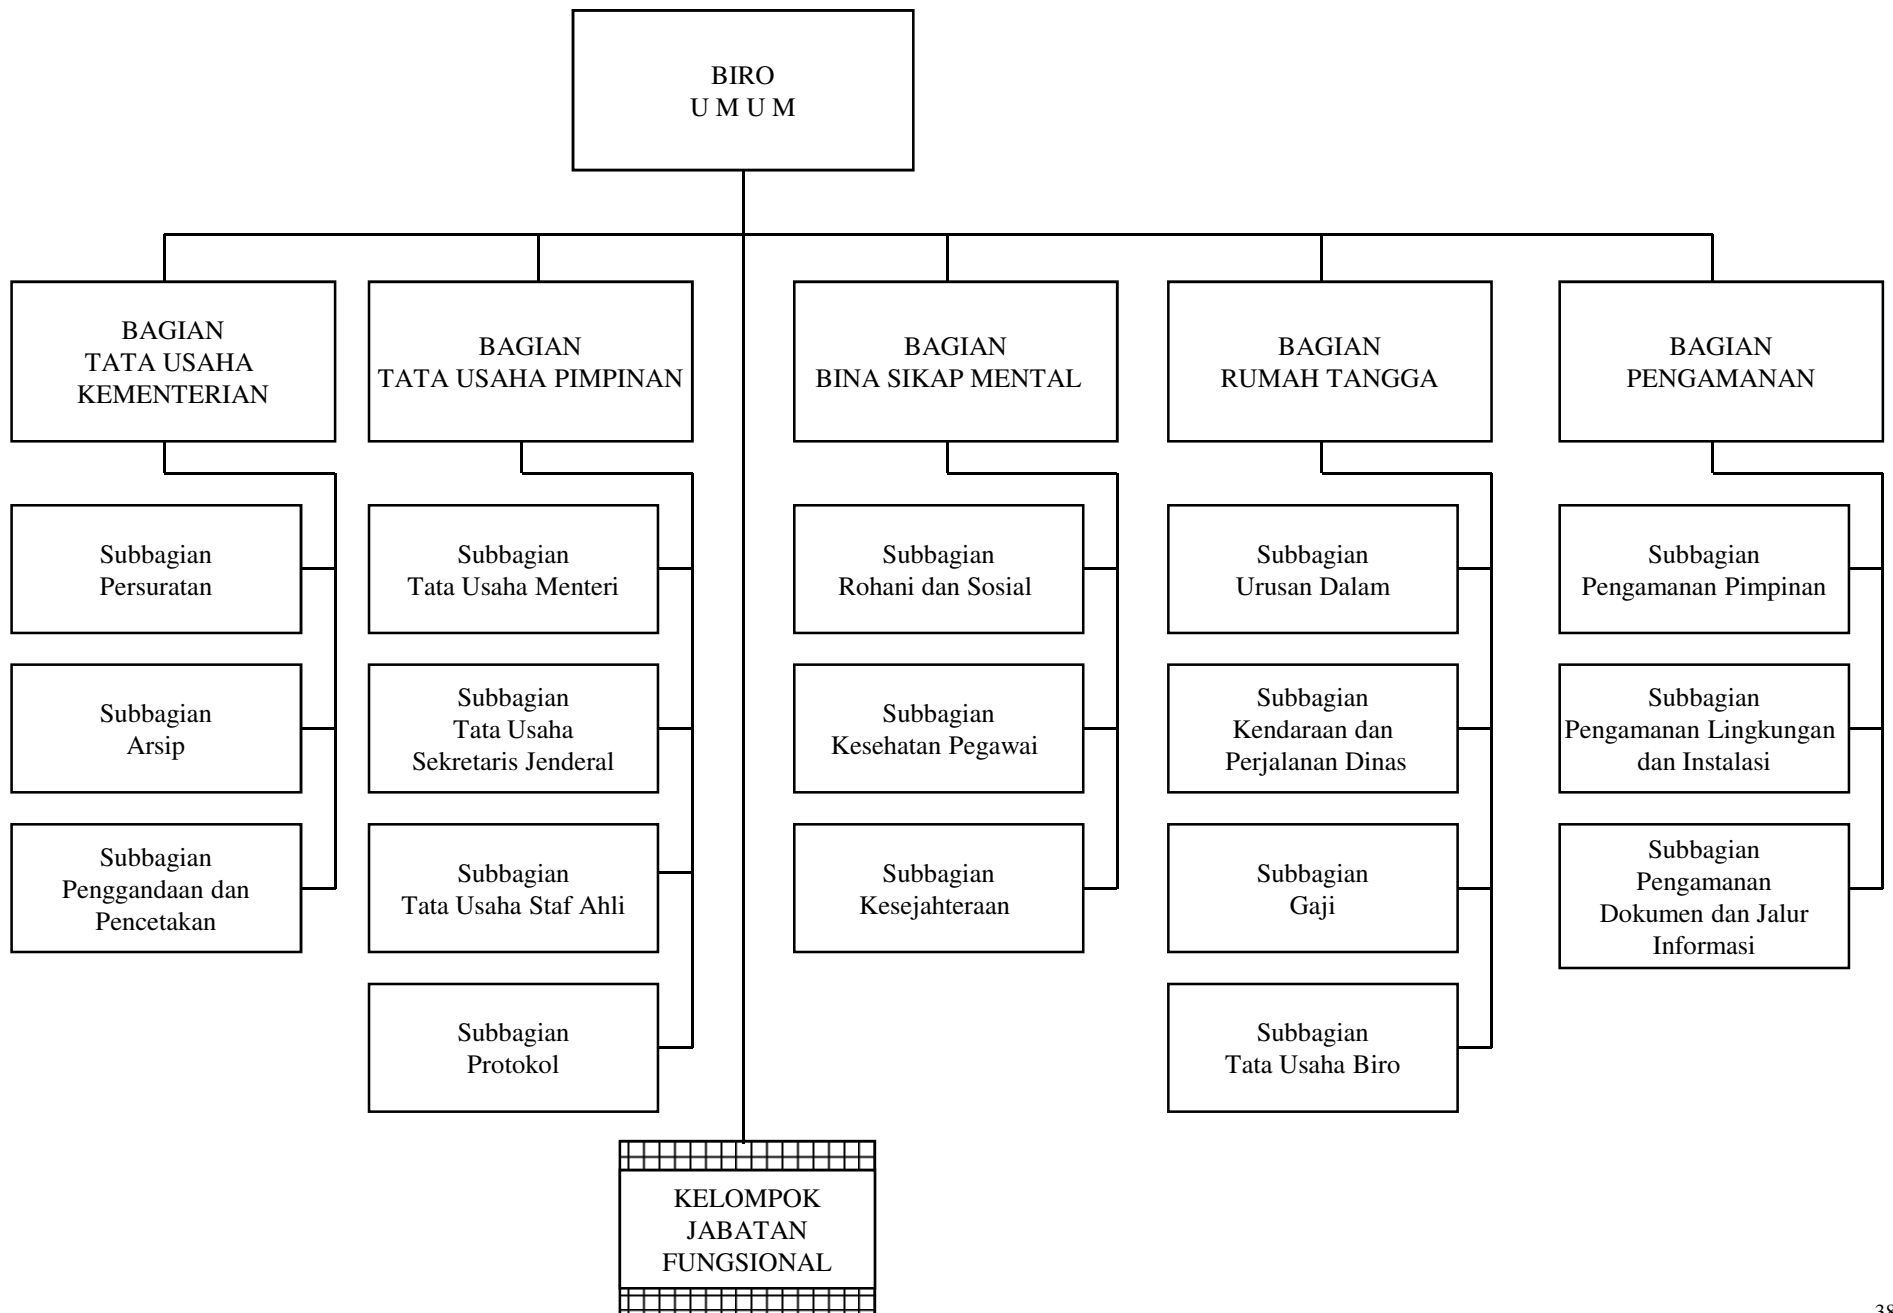 BIRO
U M U M
BAGIAN
TATA USAHA
KEMENTERIAN
BAGIAN
TATA USAHA PIMPINAN
BAGIAN
BINA SIKAP MENTAL
BAGIAN
RUMAH TANGGA
BAGIAN
PENGAMANAN
Subbagian
Persuratan
Subbagian
Arsip
Subbagian
Penggandaan dan
Pencetakan
Subbagian
Tata Usaha Menteri
Subbagian
Tata Usaha
Sekretaris Jenderal
Subbagian
Tata Usaha Staf Ahli
Subbagian
Protokol
Subbagian
Rohani dan Sosial
Subbagian
Kesehatan Pegawai
Subbagian
Kesejahteraan
Subbagian
Urusan Dalam
Subbagian
Kendaraan dan
Perjalanan Dinas
Subbagian
Gaji
Subbagian
Tata Usaha Biro
Subbagian
Pengamanan Pimpinan
Subbagian
Pengamanan Lingkungan
dan Instalasi
Subbagian
Pengamanan
Dokumen dan Jalur
Informasi
KELOMPOK
JABATAN
FUNGSIONAL